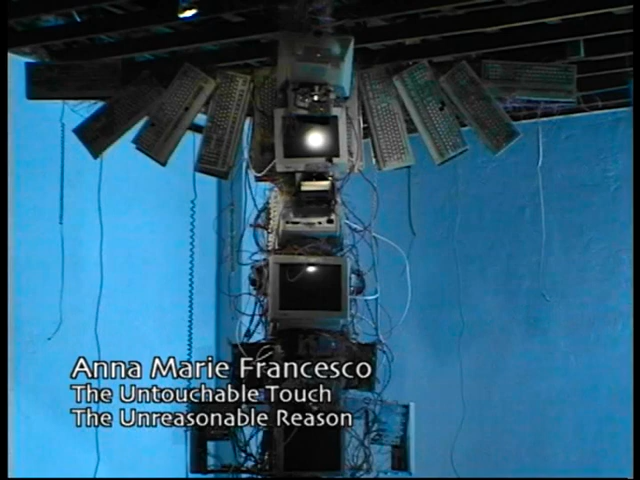 Anna Marie Francesco
The Untouchable Touch
The Unreasonable Reason